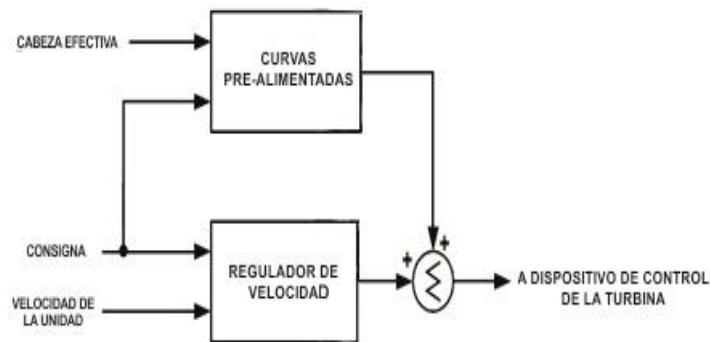 CABEZA EFECTIVA
CURVAS
PRE-ALIMENTADAS
+
+
CONSIGNA
REGULADOR DE
VELOCIDAD
A DISPOSITIVO DE CONTROL
DE LA TURBINA
VELOCIDAD DE
LA UNIDAD